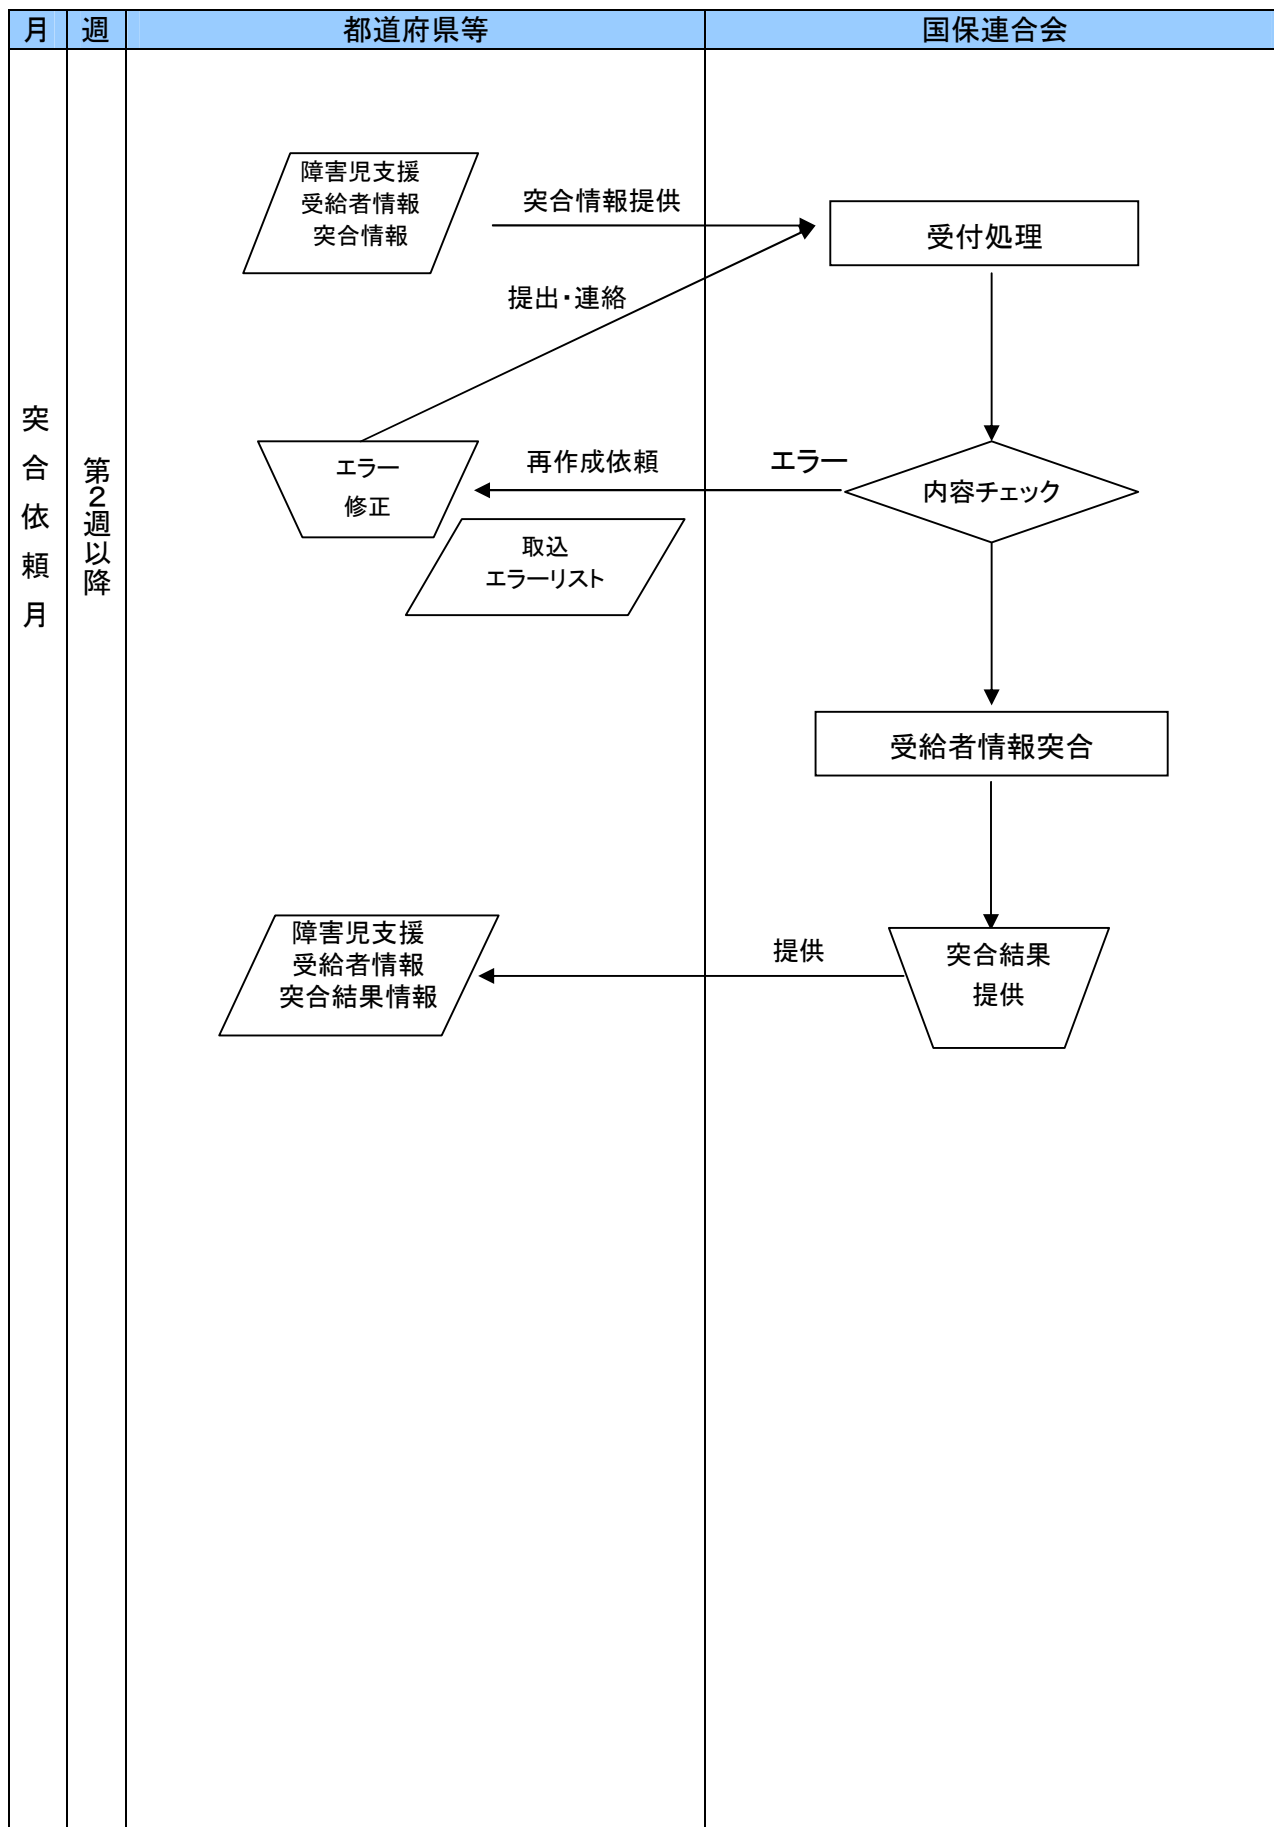 月 週 都道府県等 国保連合会
障害児支援
受給者情報
突合情報
突合情報提供
受付処理
提出・連絡
突合依頼月
第2週以降
エラー
修正
再作成依頼
エラー
内容チェック
取込
エラーリスト
受給者情報突合
障害児支援
受給者情報
突合結果情報
提供
突合結果
提供